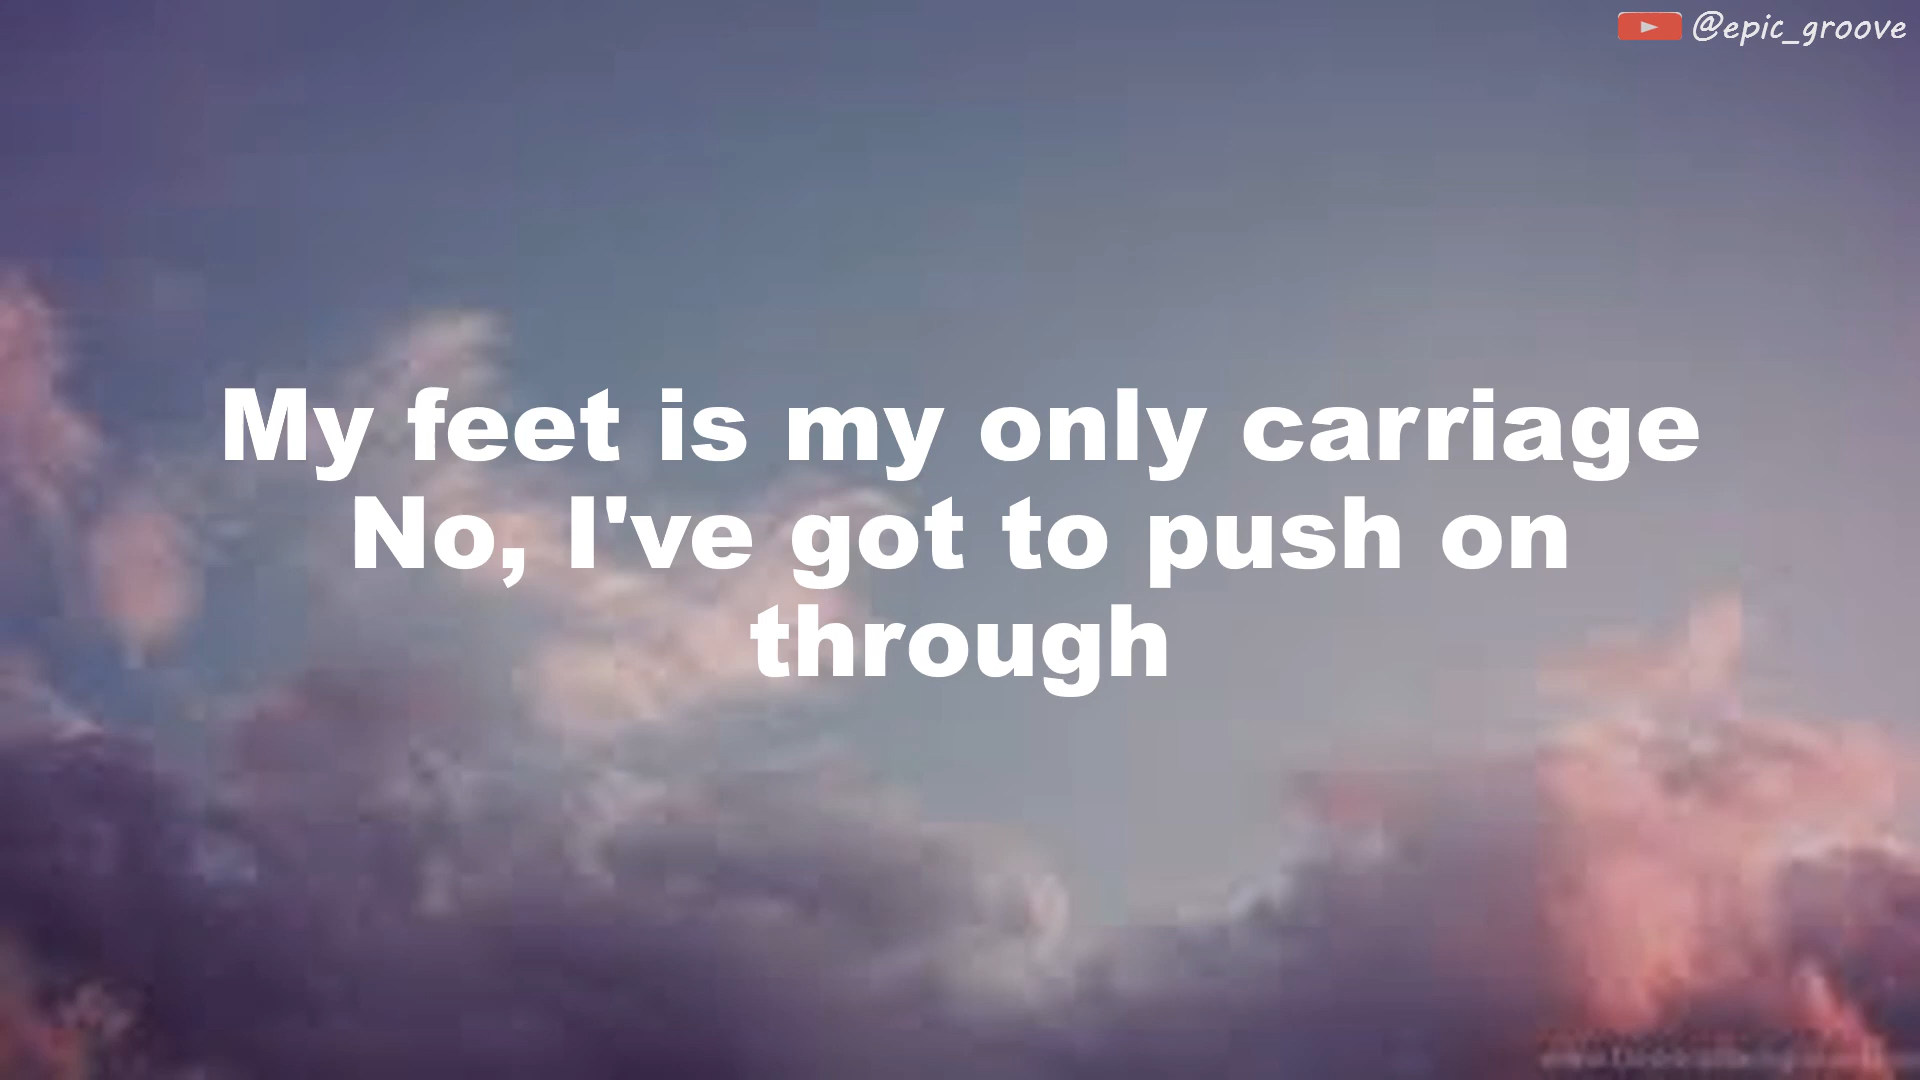 @epic_groove
My feet is my only carriage
No, I've got to push on
through